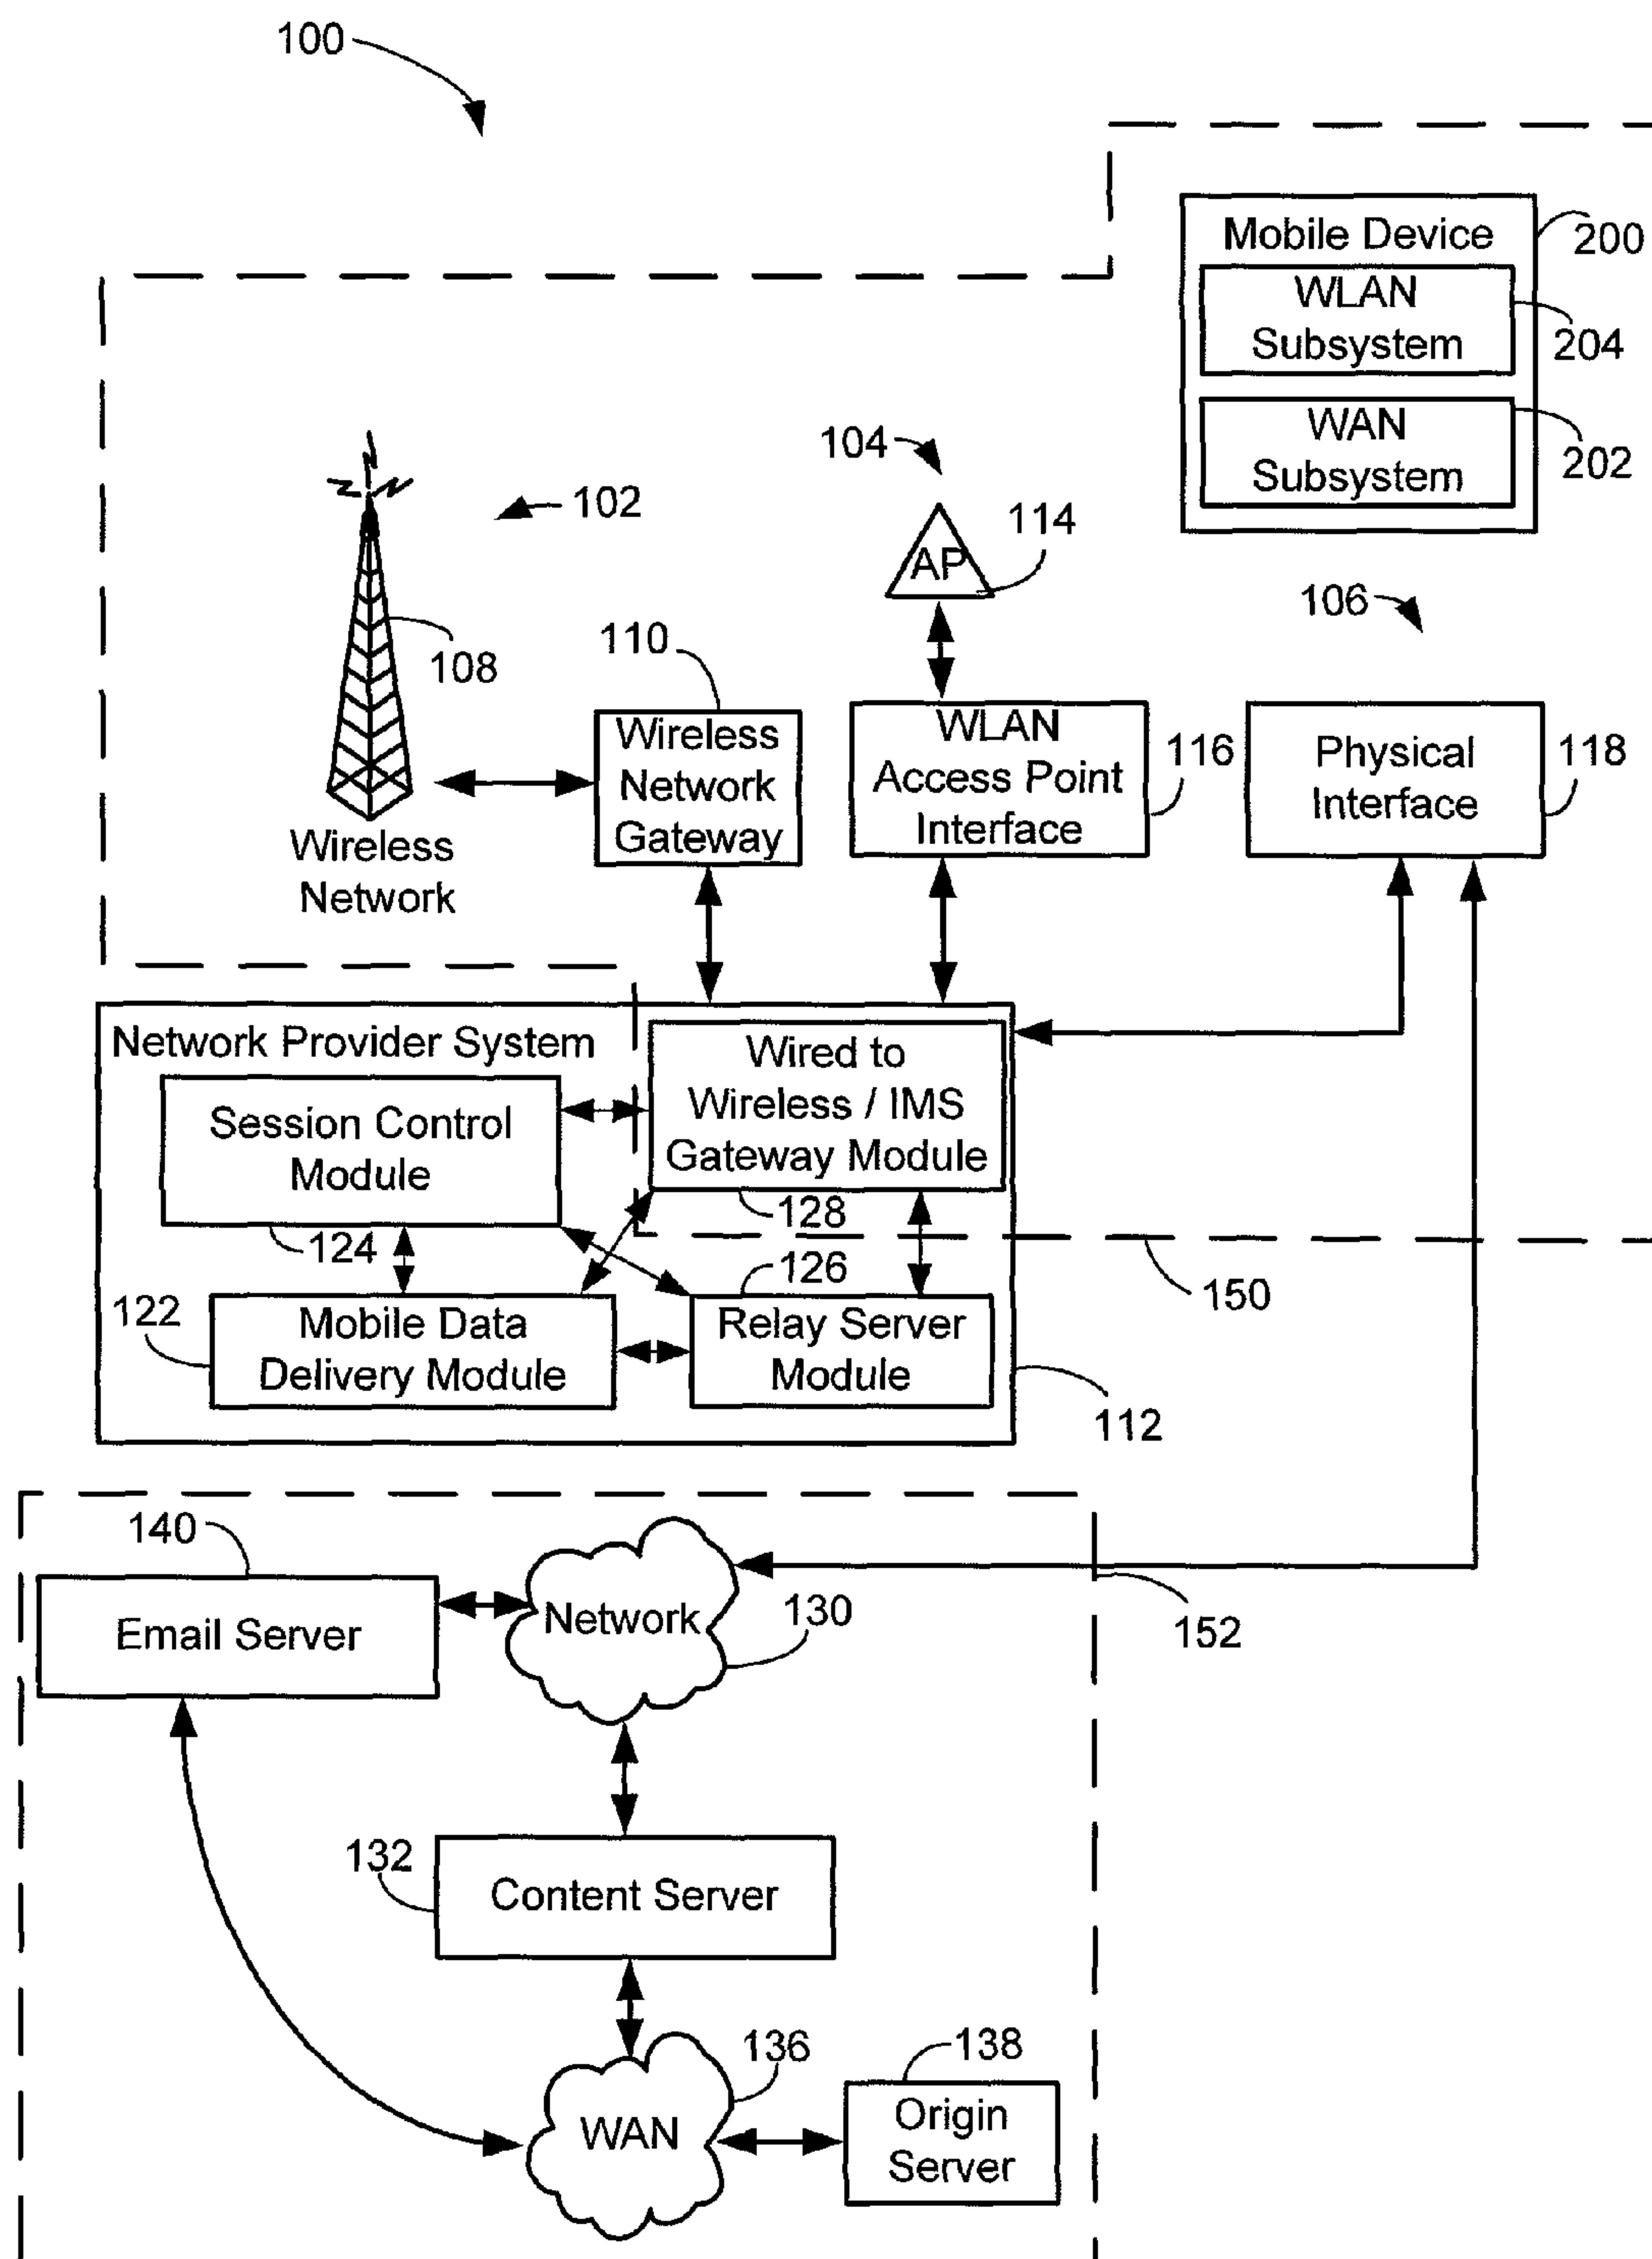 100
Mobile Device
200
WLAN
Subsystem
204
WAN
Subsystem
202
104
102
AP
114
106
108
110
Wireless
Network
Gateway
WLAN
Access Point
Interface
116
Physical
Interface
118
Wireless
Network
Network Provider System
Wired to
Wireless / IMS
Gateway Module
Session Control
Module
128
124
126
150
122
Mobile Data
Delivery Module
Relay Server
Module
112
140
Email Server
Network
130
152
132
Content Server
136
138
WAN
Origin
Server